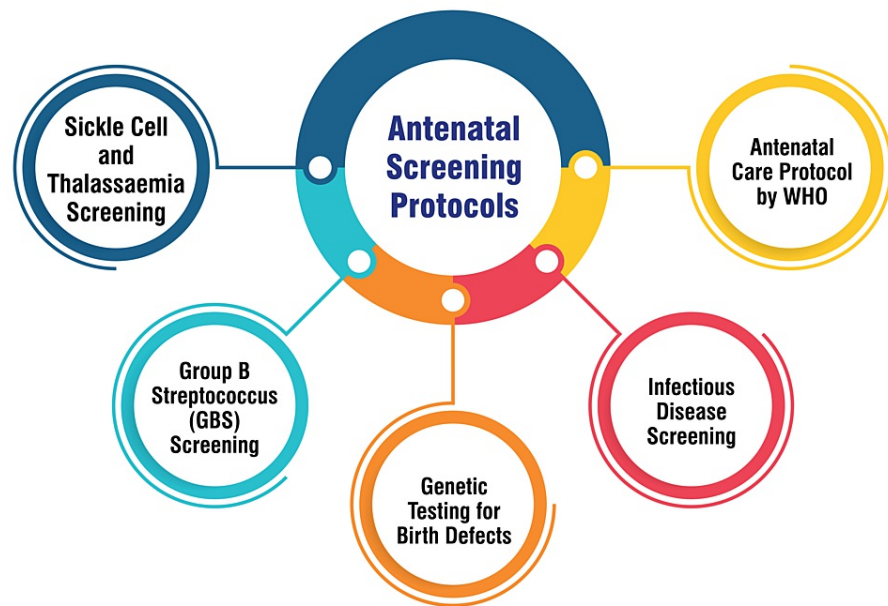 Antenatal
Screening
Protocols
Sickle Cell
and
Thalassaemia
Screening
Group B
Streptococcus
(GBS)
Screening
Genetic
Testing for
Birth Defects
Infectious
Disease
Screening
Antenatal
Care Protocol
by WHO